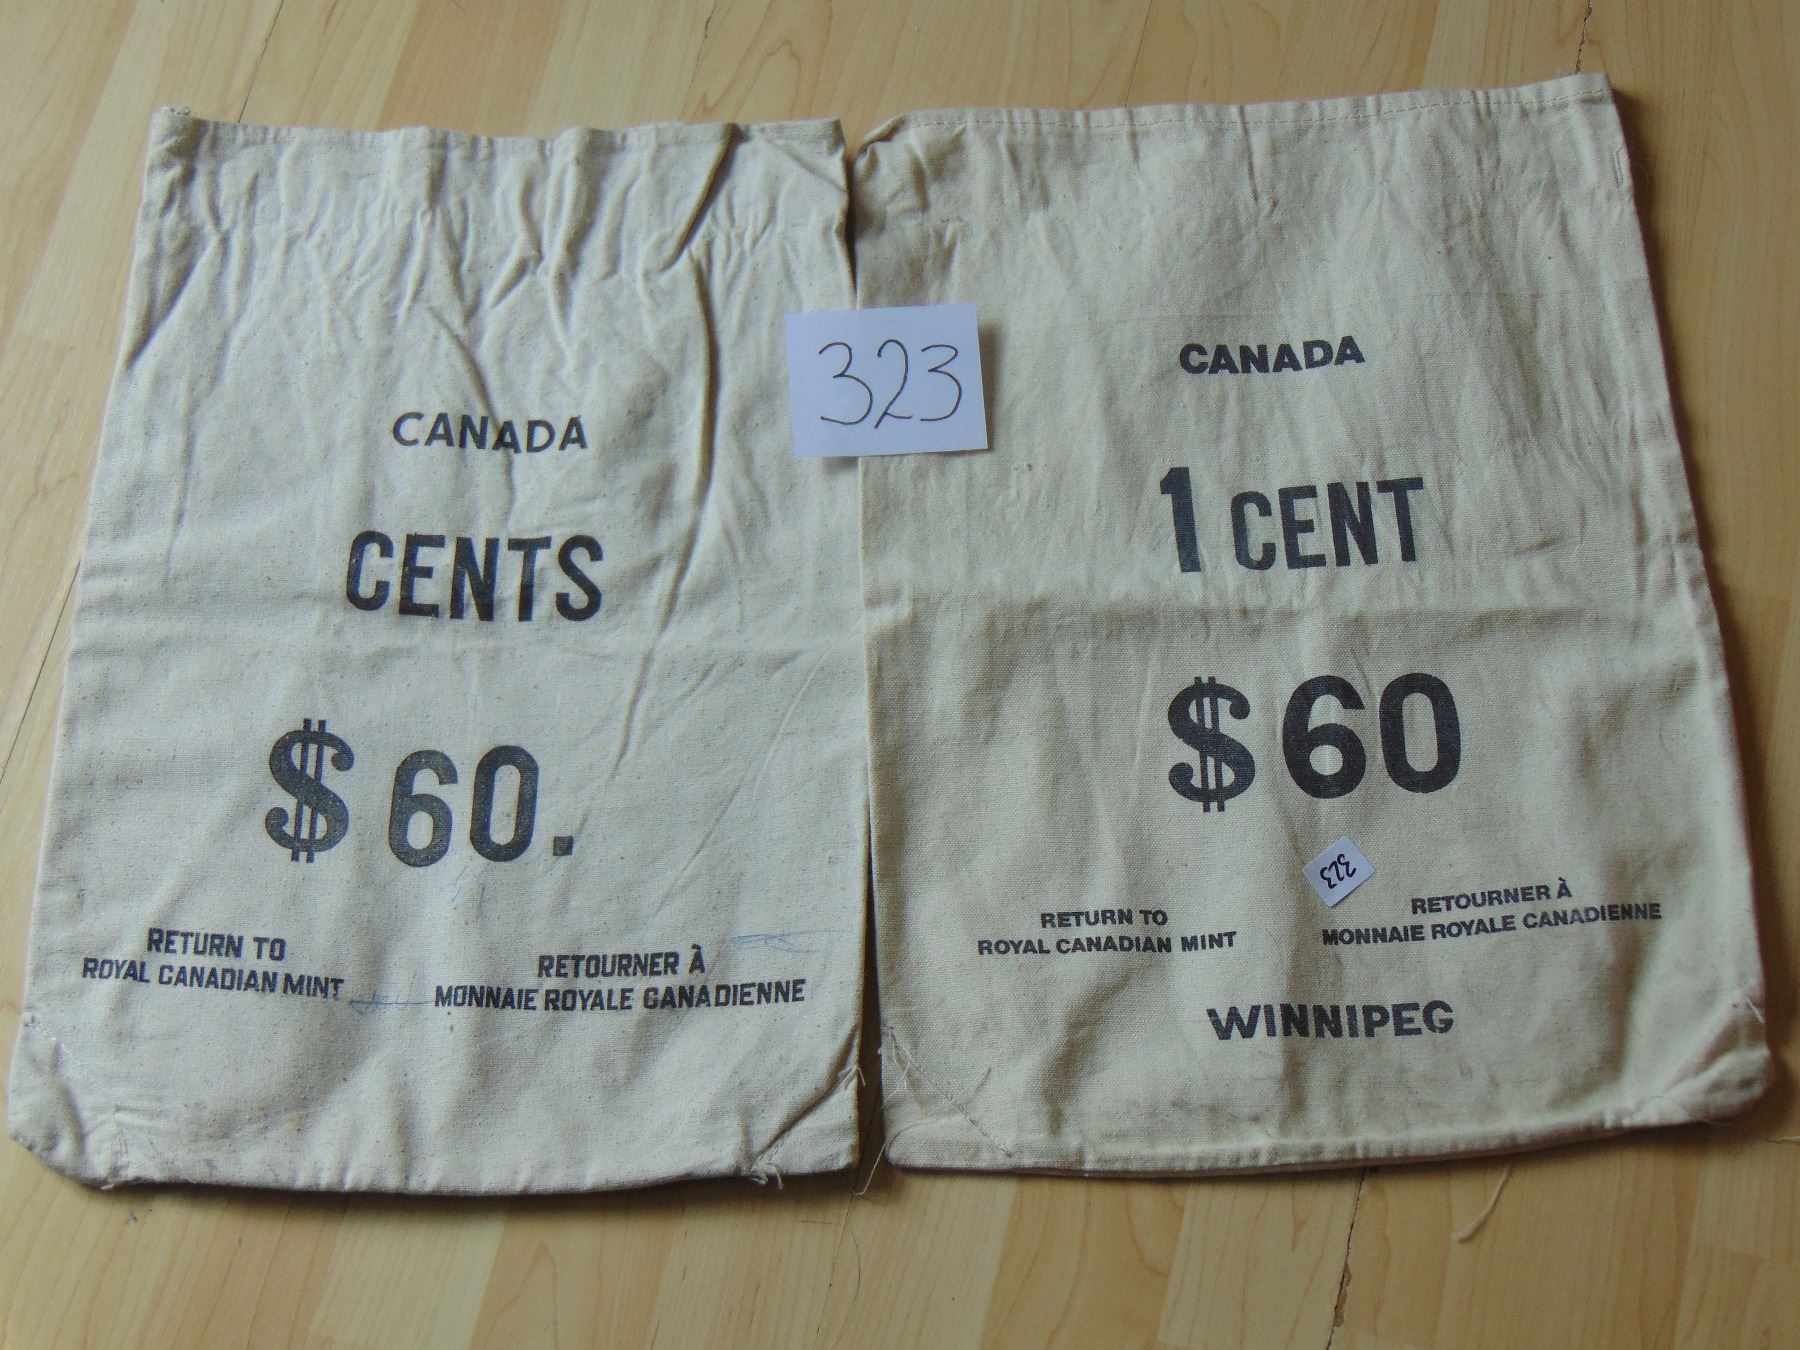 CANADA
CENTS
$ 60.
RETURN TO
ROYAL CANADIAN MINT
RETOURNER À
MONNAIE ROYALE CANADIENNE
323
CANADA
1 CENT
$ 60
323
RETURN TO
ROYAL CANADIAN MINT
RETOURNER À
MONNAIE ROYALE CANADIENNE
WINNIPEG